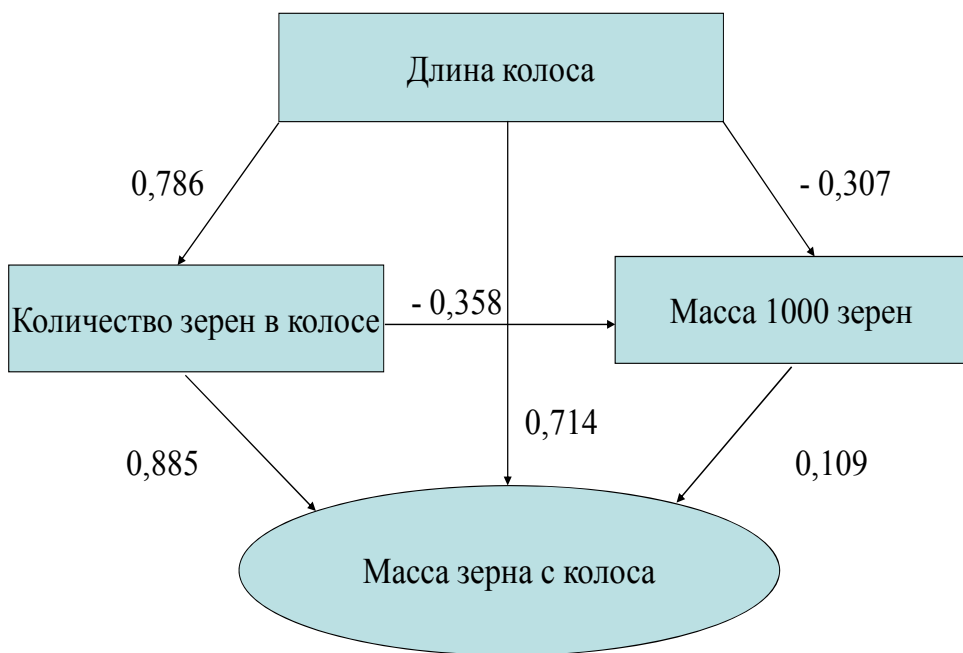 Длина колоса
0,786
- 0,307
Количество зерен в колосе
- 0,358
Масса 1000 зерен
0,885
0,714
0,109
Масса зерна с колоса